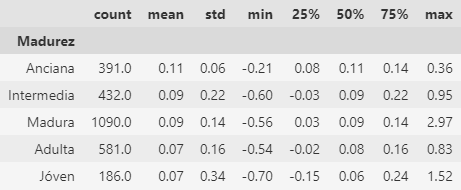 count mean std min 25% 50% 75% max
Madurez
Anciana 391.0 0.11 0.06 -0.21 0.08 0.11 0.14 0.36
Intermedia 432.0 0.09 0.22 -0.60 -0.03 0.09 0.22 0.95
Madura 1090.0 0.09 0.14 -0.56 0.03 0.09 0.14 2.97
Adulta 581.0 0.07 0.16 -0.54 -0.02 0.08 0.16 0.83
Jóven 186.0 0.07 0.34 -0.70 -0.15 0.06 0.24 1.52